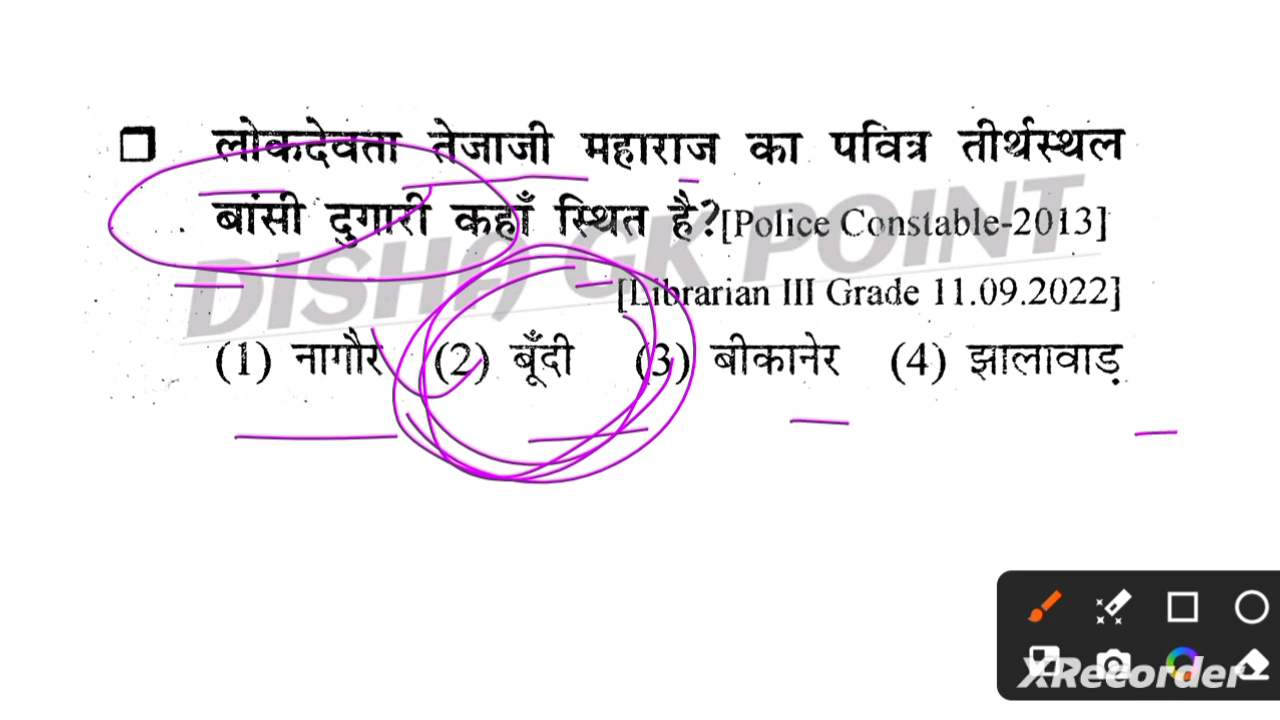 लोकदेवता तेजाजी महाराज का पवित्र तीर्थस्थल
बांसी दुगारी कहाँ स्थित है?[Police Constable-2013]
[Librarian III Grade 11.09.2022]
(1) नागौर (2) बूँदी (3) बीकानेर (4) झालावाड़
DISHA GK POINT
XRecorder